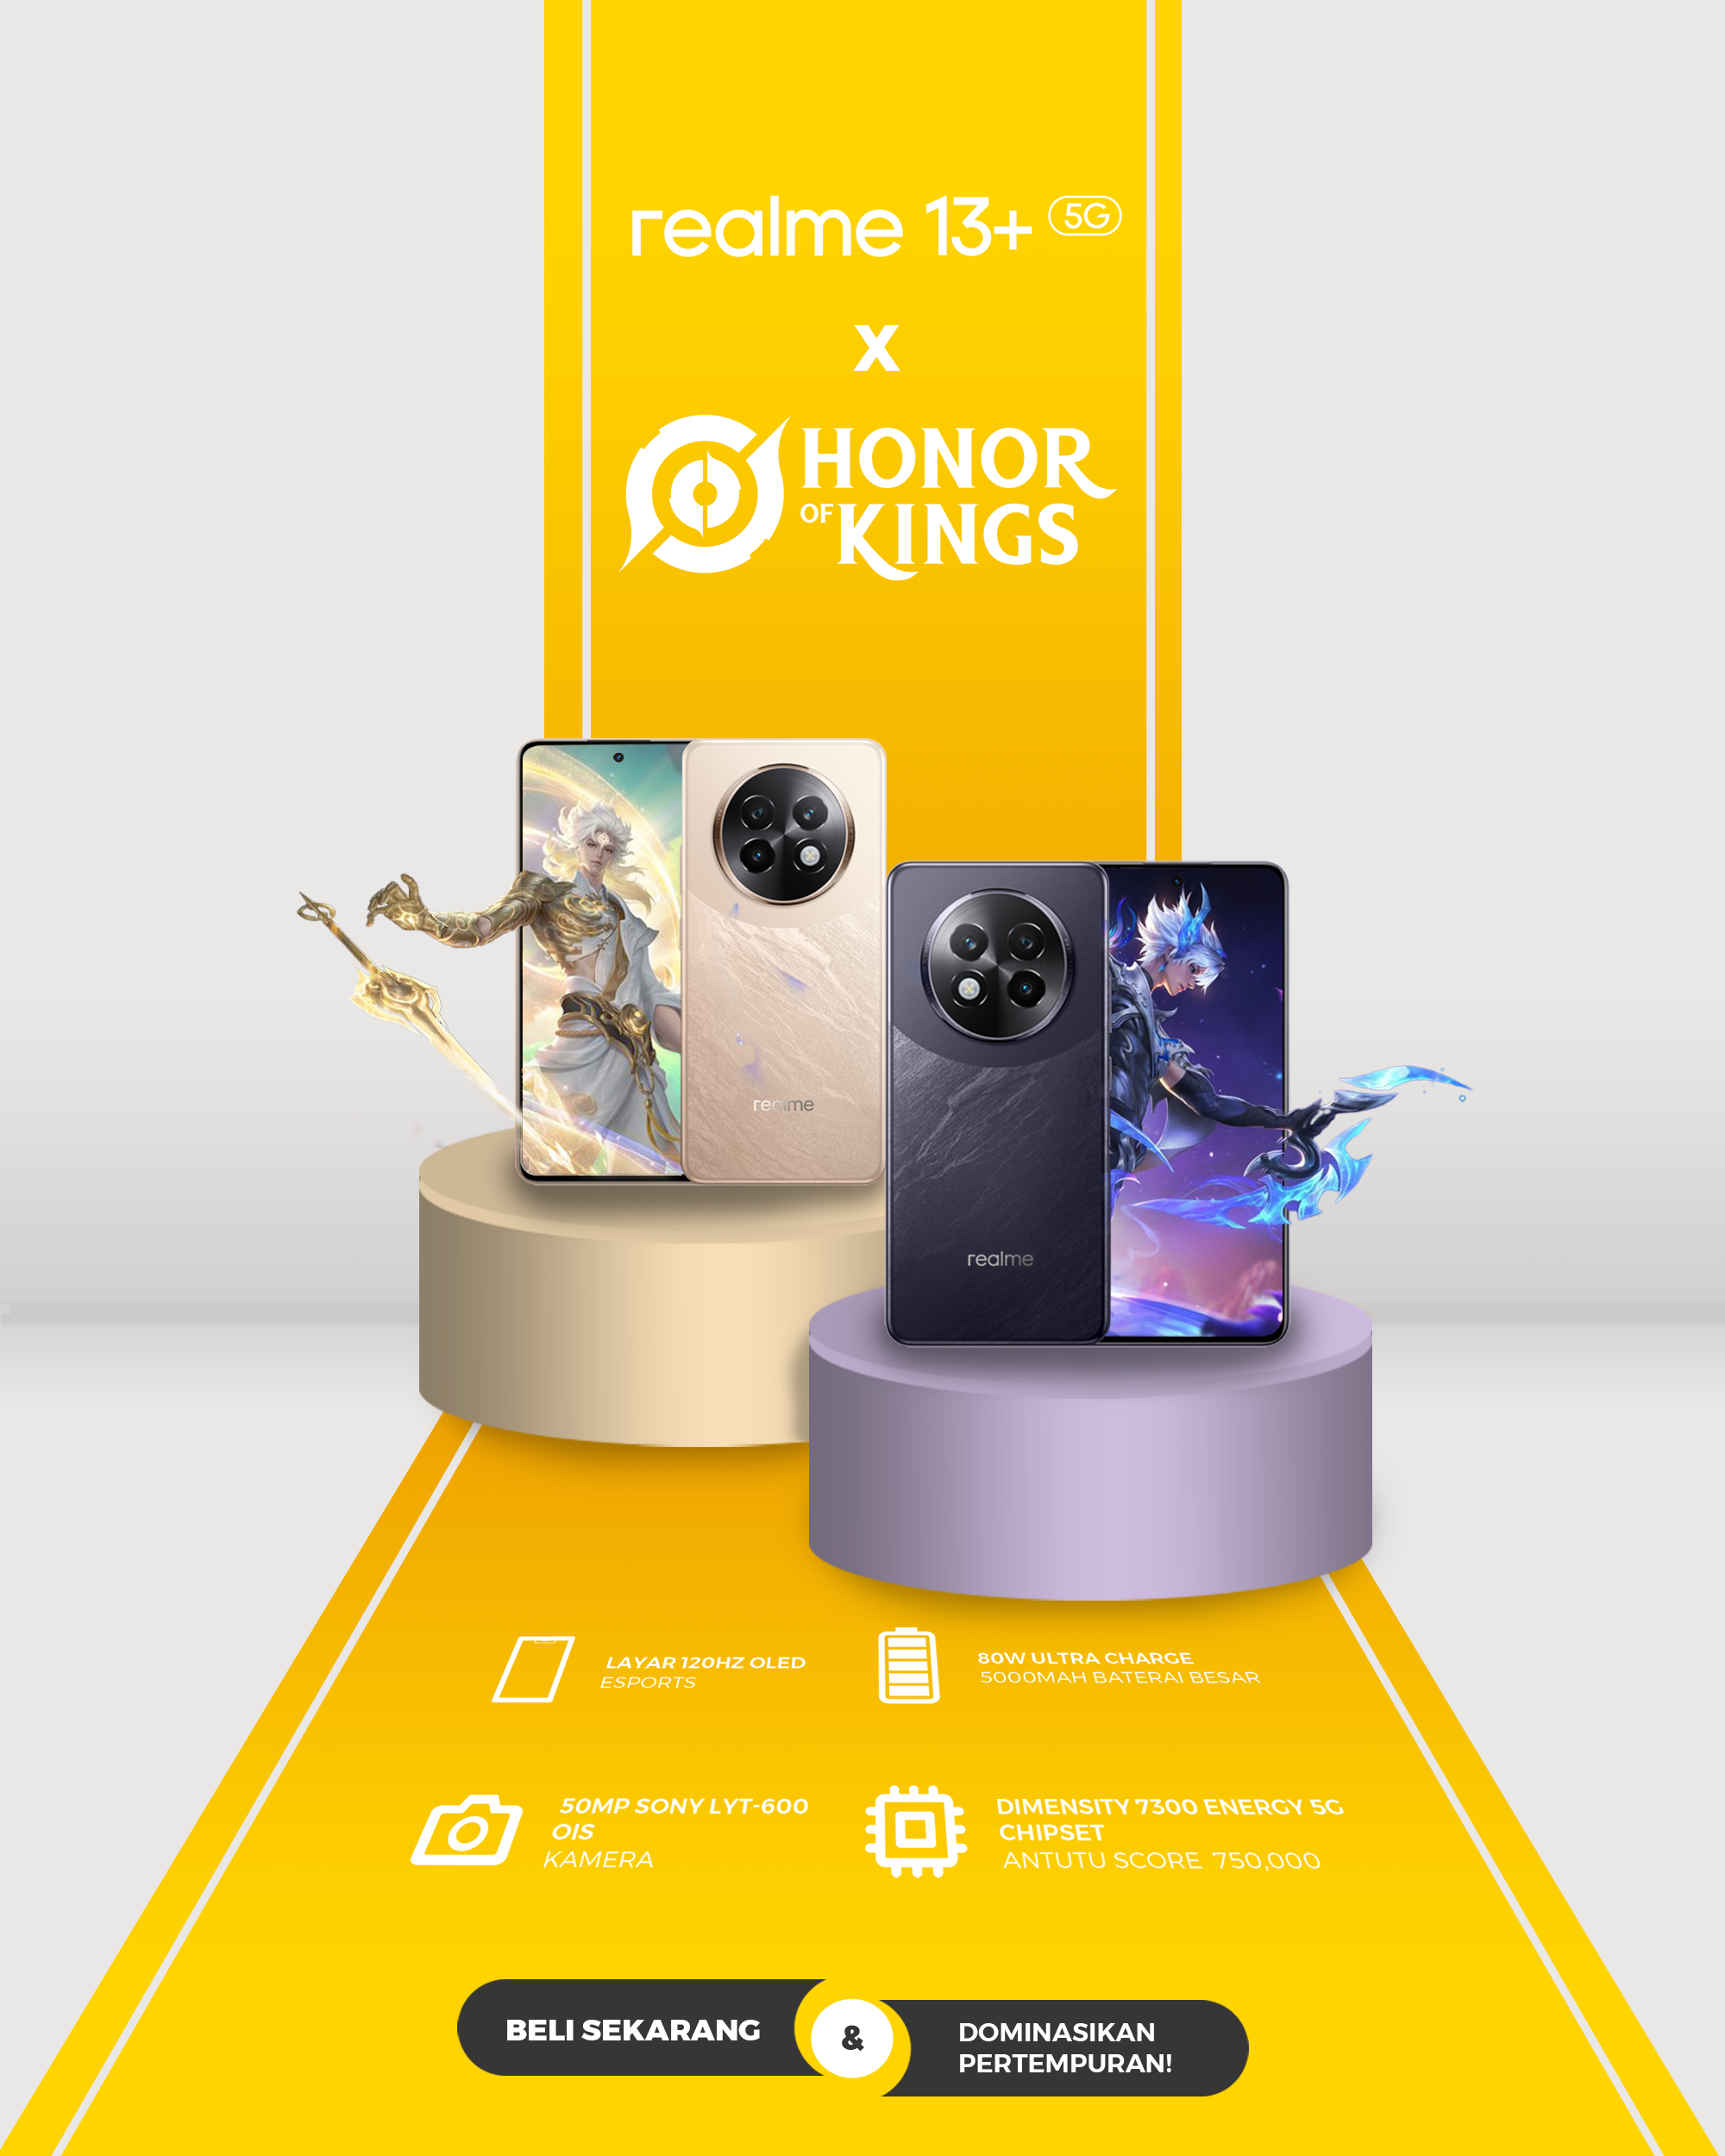 realme 13+ 5G
x
HONOR
OF KINGS
realme
realme
LAYAR 120HZ OLED
ESPORTS
80W ULTRA CHARGE
5000MAH BATERAI BESAR
50MP SONY LYT-600
OIS
KAMERA
DIMENSITY 7300 ENERGY 5G
CHIPSET
ANTUTU SCORE 750,000
BELI SEKARANG
&
DOMINASIKAN
PERTEMPURAN!